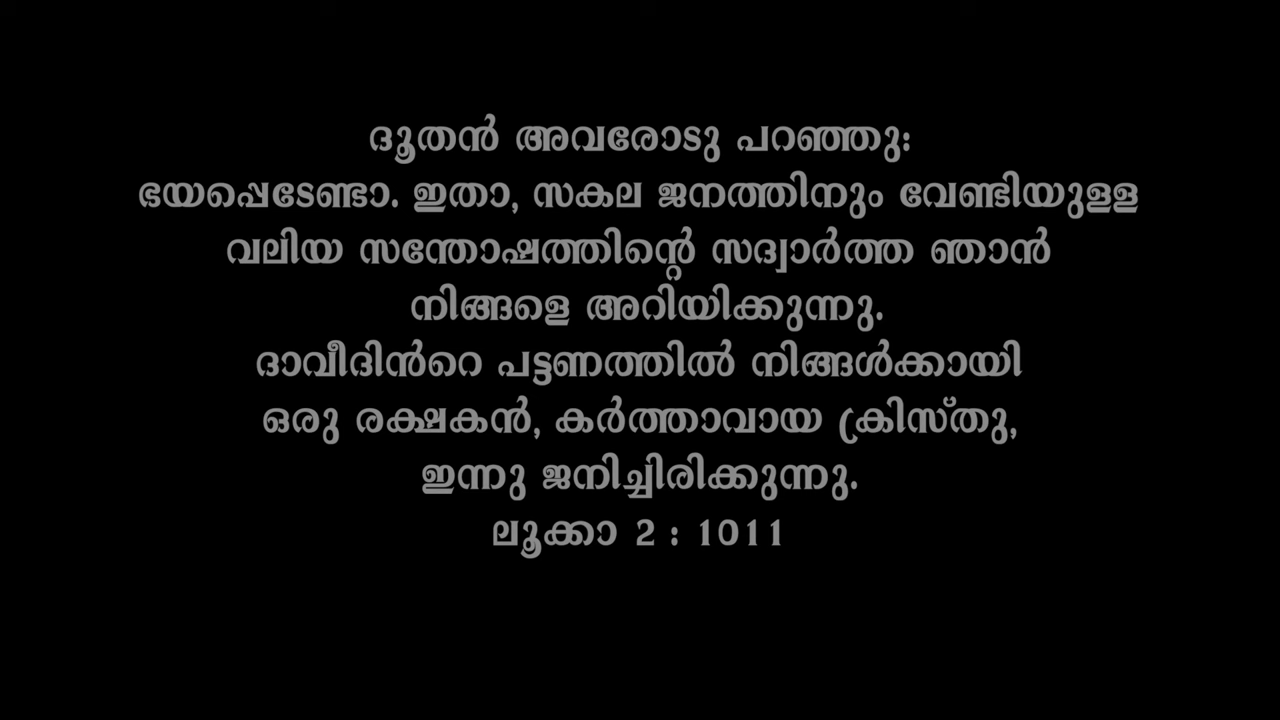 ദൂതൻ അവരോടു പറഞ്ഞു:
ഭയപ്പെടേണ്ടാ. ഇതാ, സകല ജനത്തിനും വേണ്ടിയുളള
വലിയ സന്തോഷത്തിന്റെ സദ്വാർത്ത ഞാൻ
നിങ്ങളെ അറിയിക്കുന്നു.
ദാവീദിൻറെ പട്ടണത്തിൽ നിങ്ങൾക്കായി
ഒരു രക്ഷകൻ, കർത്താവായ ക്രിസ്തു,
ഇന്നു ജനിച്ചിരിക്കുന്നു.
ലൂക്കാ 2 : 1011